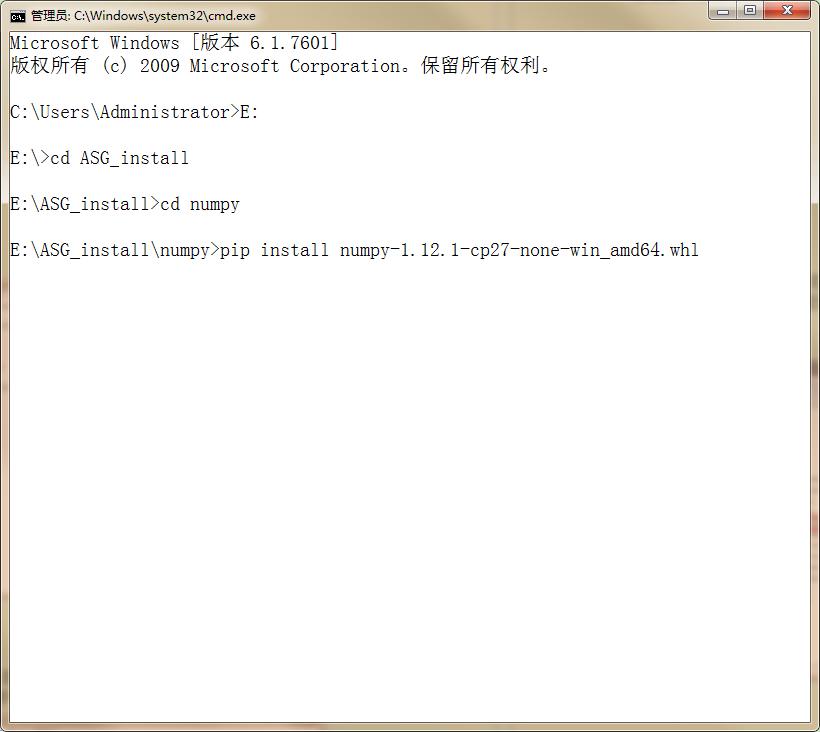 管理员: C:\Windows\system32\cmd.exe
Microsoft Windows [版本 6.1.7601]
版权所有 (c) 2009 Microsoft Corporation。保留所有权利。
C:\Users\Administrator>E:
E:\>cd ASG_install
E:\ASG_install>cd numpy
E:\ASG_install\numpy>pip install numpy-1.12.1-cp27-none-win_amd64.whl